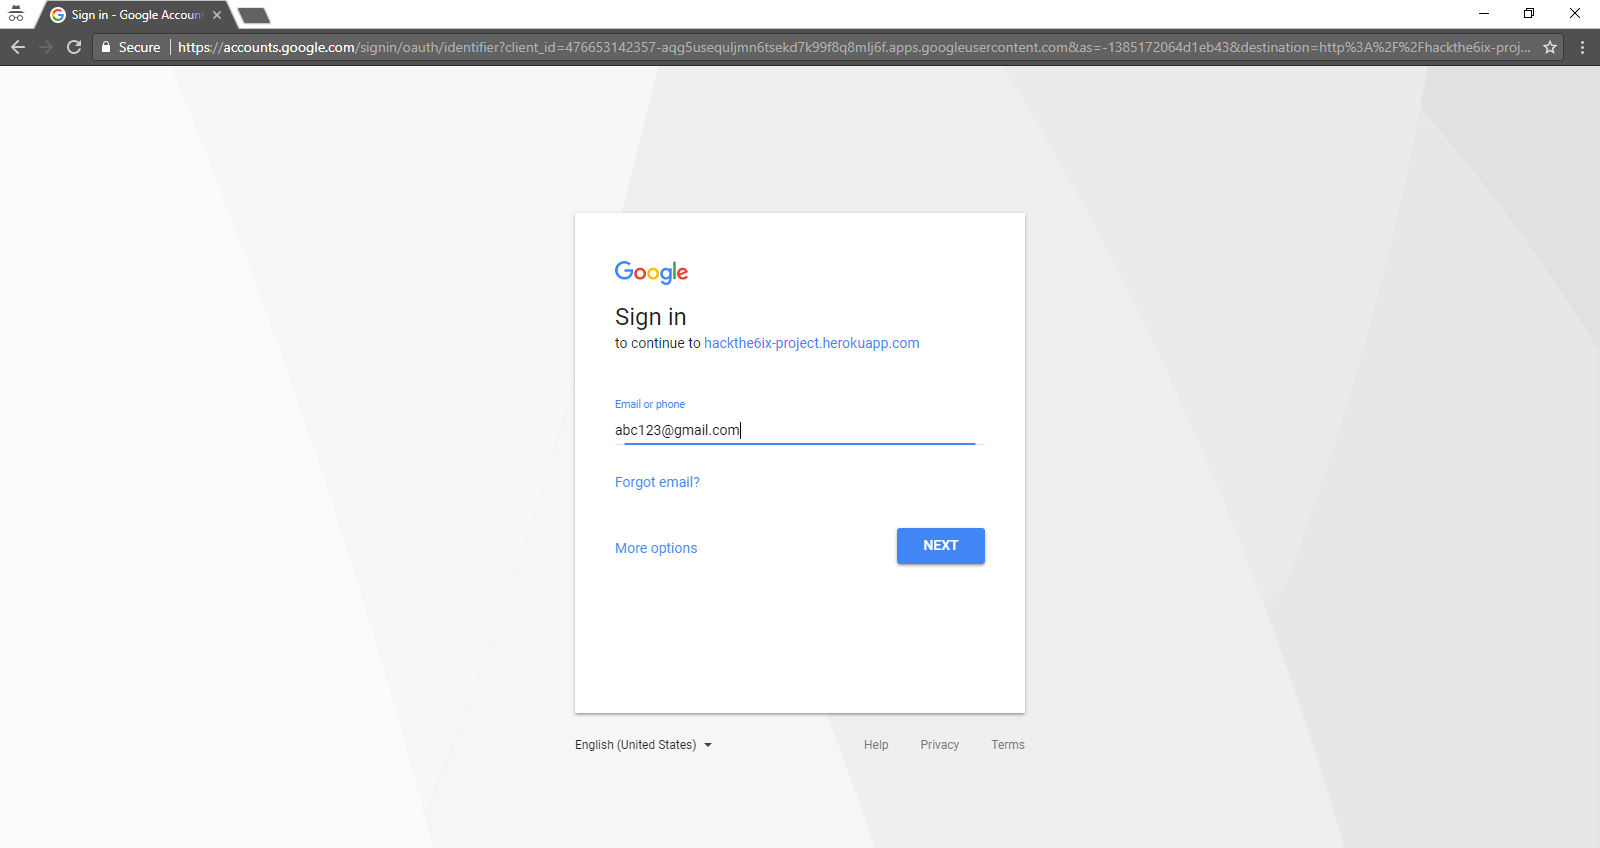 Sign in - Google Accoun
Secure
https://accounts.google.com/signin/oauth/identifier?client_id=476653142357-aqg5usequljmn6tsekd7k99f8q8mlj6f.apps.googleusercontent.com&as=-1385172064d1eb43&destination=http%3A%2F%2Fhackthe6ix-proj...
Google
Sign in
to continue to hackthe6ix-project.herokuapp.com
Email or phone
abc123@gmail.com
Forgot email?
More options
NEXT
English (United States)
Help
Privacy
Terms